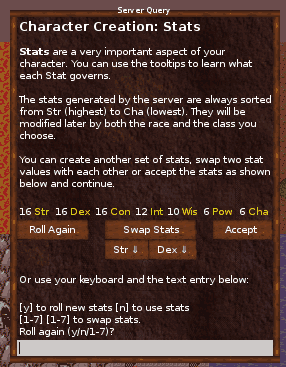 Server Query
Character Creation: Stats
Stats are a very important aspect of your
character. You can use the tooltips to learn what
each Stat governs.
The stats generated by the server are always sorted
from Str (highest) to Cha (lowest). They will be
modified later by both the race and the class you
choose.
You can create another set of stats, swap two stat
values with each other or accept the stats as shown
below and continue.
16 Str 16 Dex 16 Con 12 Int 10 Wis 6 Pow 6 Cha
Roll Again Swap Stats Accept
Str ⇓ Dex ⇓
Or use your keyboard and the text entry below:
[y] to roll new stats [n] to use stats
[1-7] [1-7] to swap stats.
Roll again (y/n/1-7)?